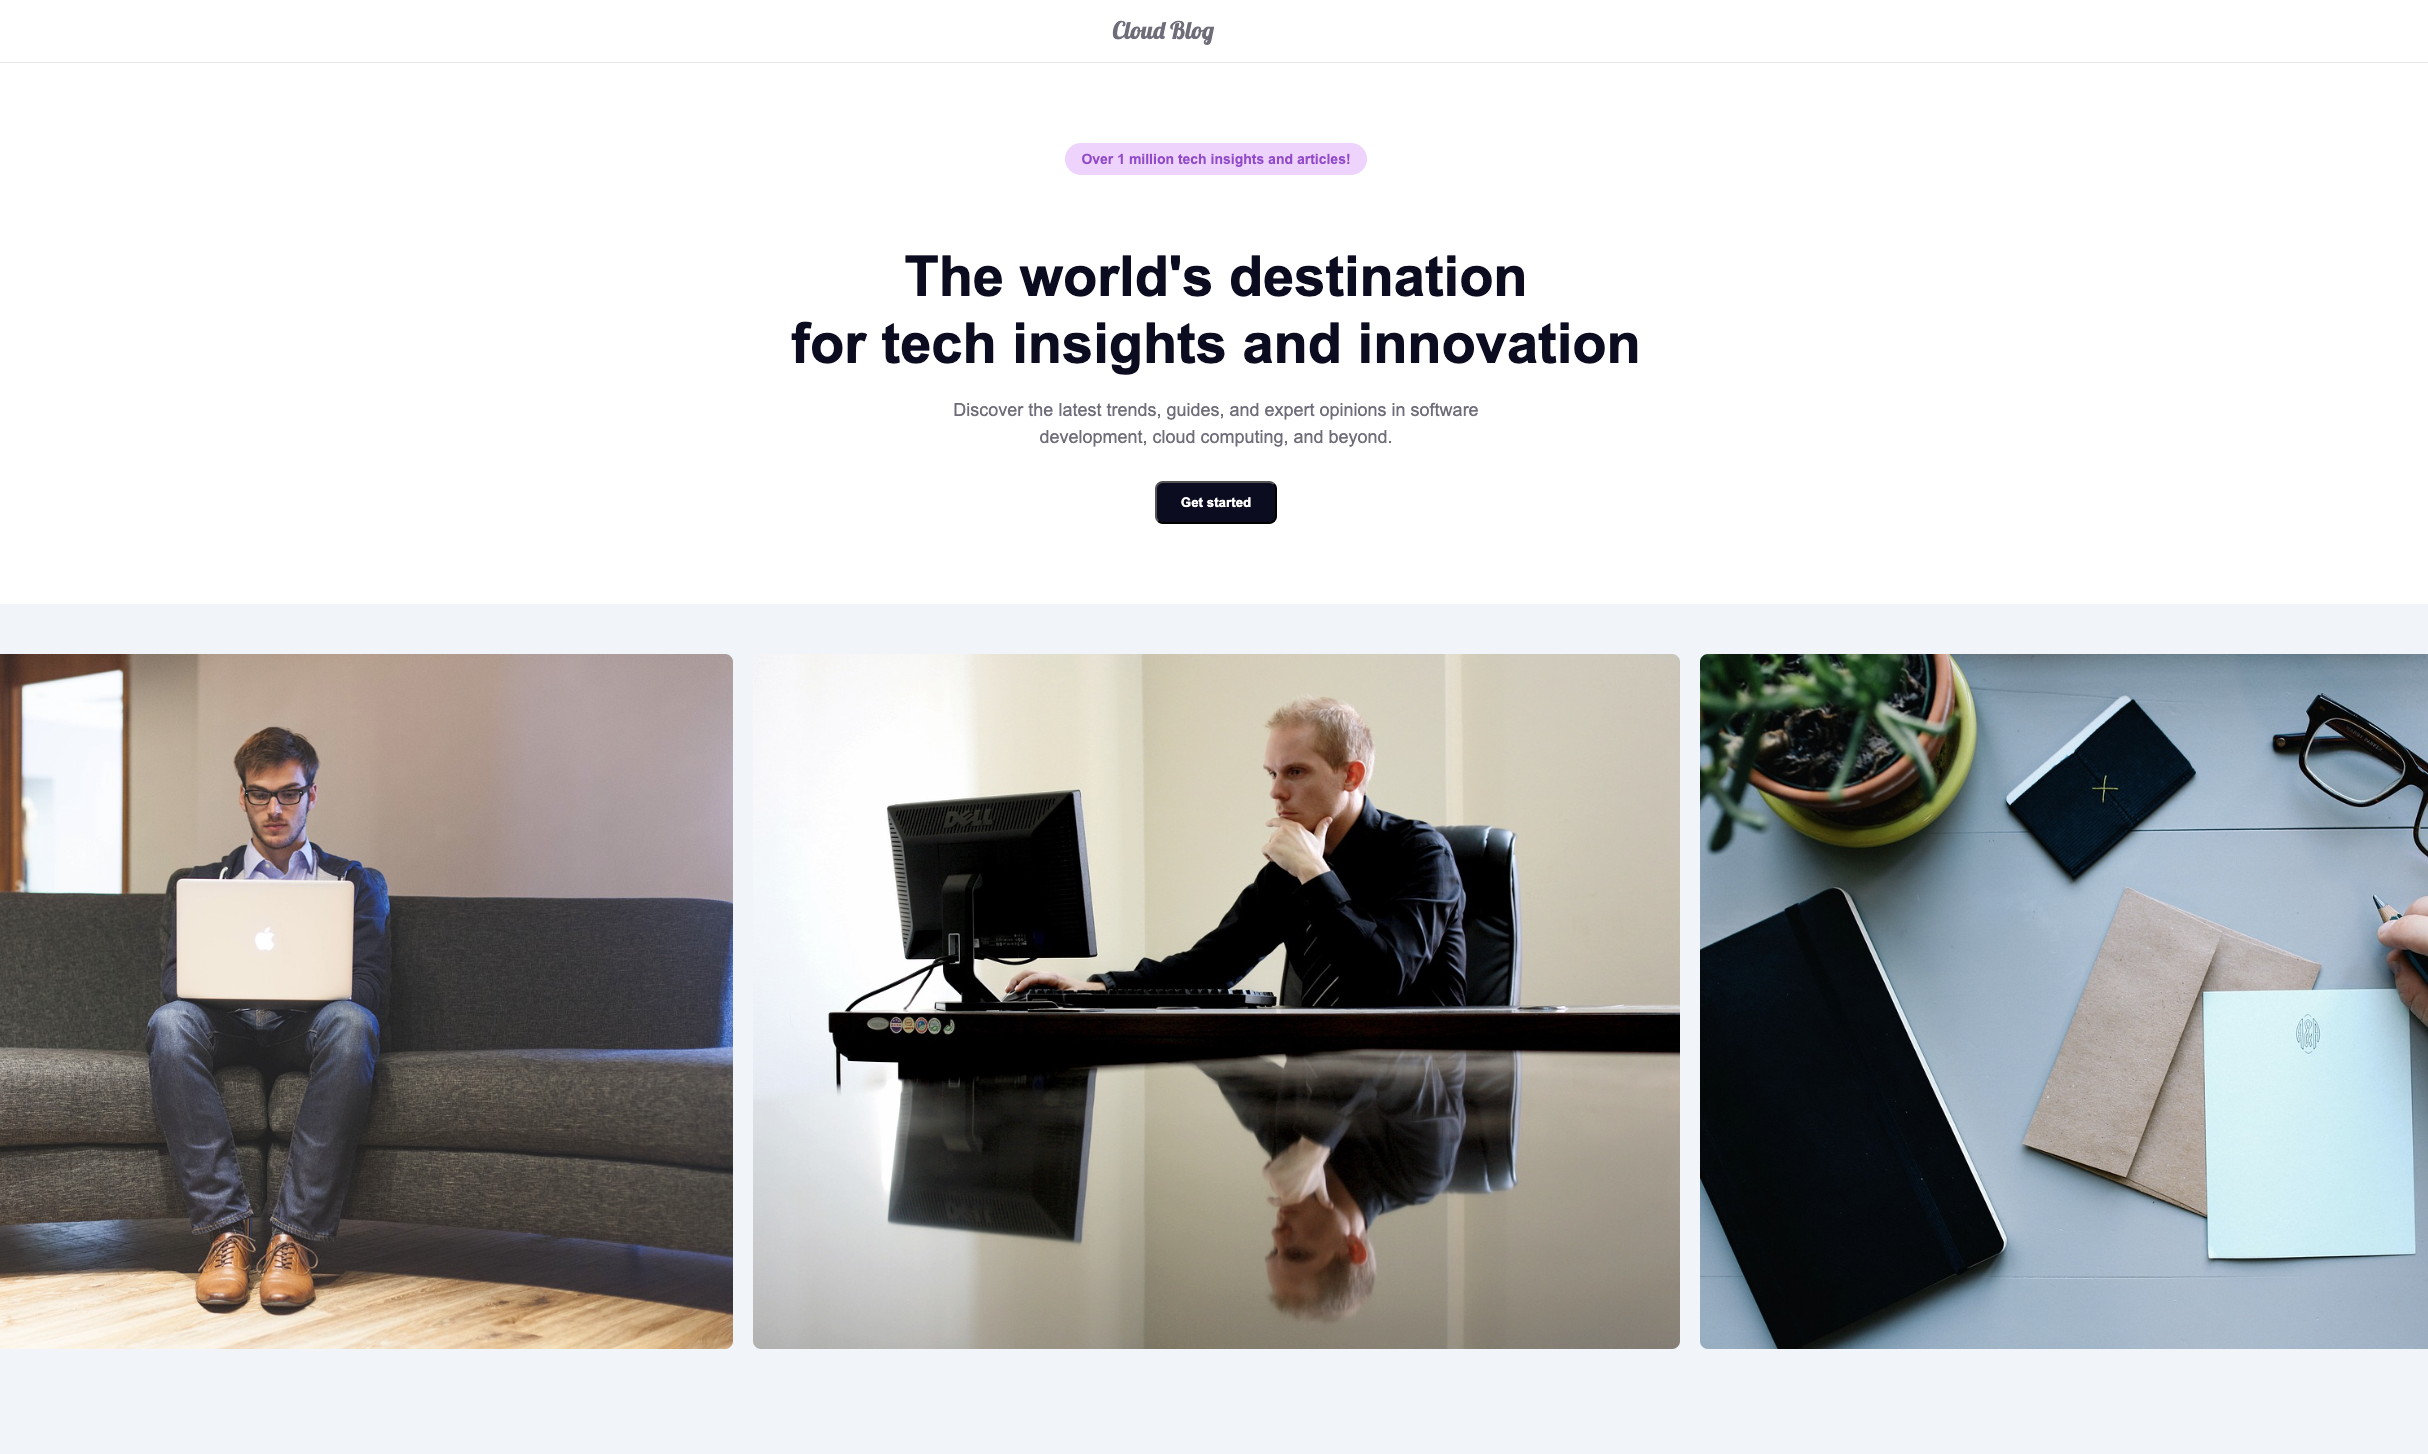 Cloud Blog
Over 1 million tech insights and articles!
The world's destination
for tech insights and innovation
Discover the latest trends, guides, and expert opinions in software
development, cloud computing, and beyond.
Get started
DELL